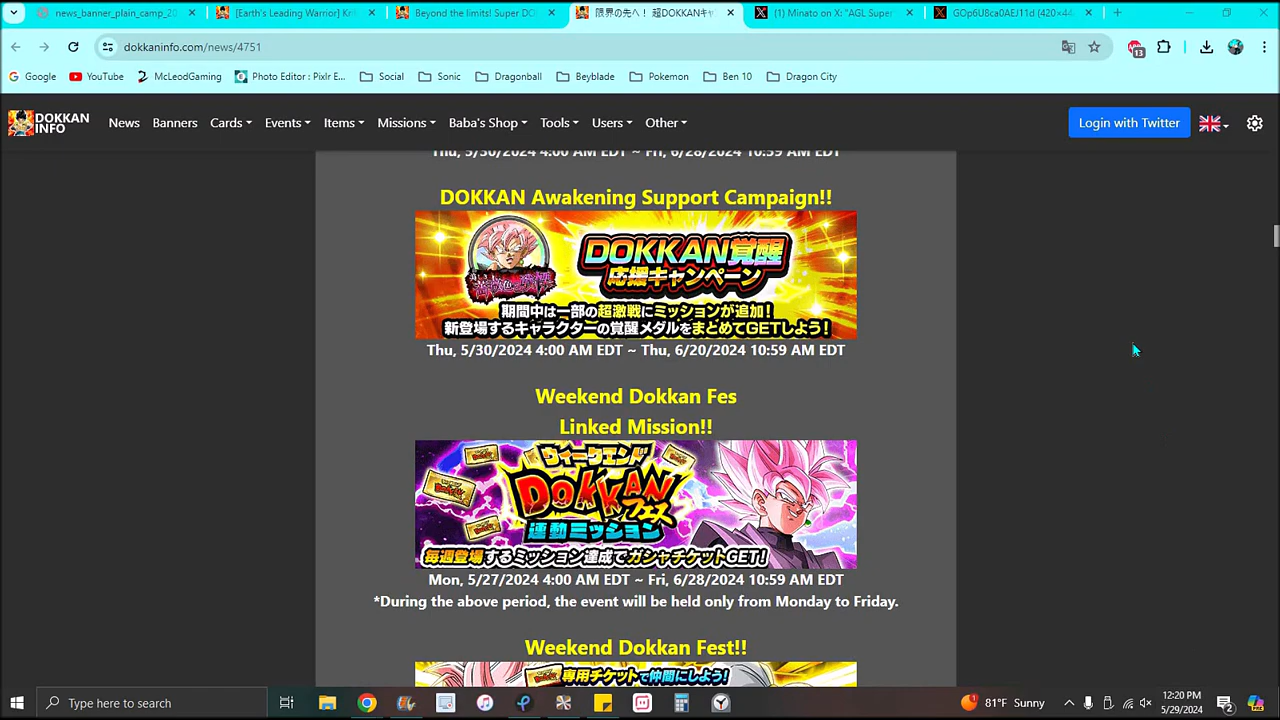 news_banner_plain_camp_20
[Earth's Leading Warrior] Kri
Beyond the limits! Super DO
限界の先へ！ 超DOKKANキャ
(1) Minato on X: "AGL Super
GOp6U8ca0AEJ11d (420×44
dokkaninfo.com/news/4751
13
Google
YouTube
McLeodGaming
Photo Editor : Pixlr E...
Social
Sonic
Dragonball
Beyblade
Pokemon
Ben 10
Dragon City
DOKKAN
INFO
News
Banners
Cards
Events
Items
Missions
Baba's Shop
Tools
Users
Other
Login with Twitter
Thu, 5/30/2024 4:00 AM EDT ~ Fri, 6/28/2024 10:59 AM EDT
DOKKAN Awakening Support Campaign!!
DOKKAN覚醒
応援キャンペーン
期間中は一部の超激戦にミッションが追加！
新登場するキャラクターの覚醒メダルをまとめてGETしよう！
Thu, 5/30/2024 4:00 AM EDT ~ Thu, 6/20/2024 10:59 AM EDT
Weekend Dokkan Fes
Linked Mission!!
ウィークエンド
DOKKAN
フェス
連動ミッション
毎週登場するミッション達成でガシャチケットGET!
Mon, 5/27/2024 4:00 AM EDT ~ Fri, 6/28/2024 10:59 AM EDT
*During the above period, the event will be held only from Monday to Friday.
Weekend Dokkan Fest!!
専用チケットで仲間にしよう!
Type here to search
81°F Sunny
12:20 PM
5/29/2024
2